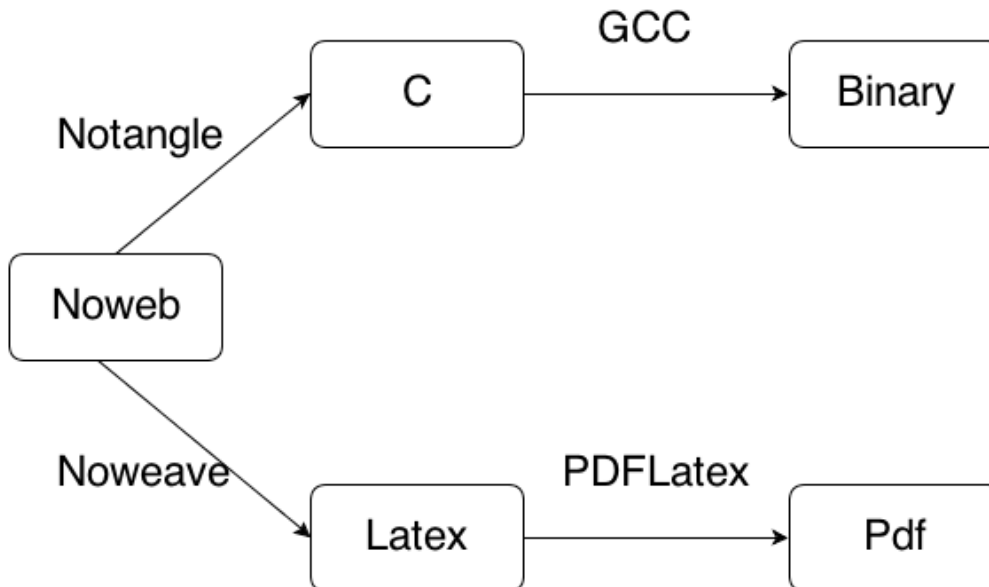 GCC
C
Binary
Notangle
Noweb
Noweave
PDFLatex
Latex
Pdf